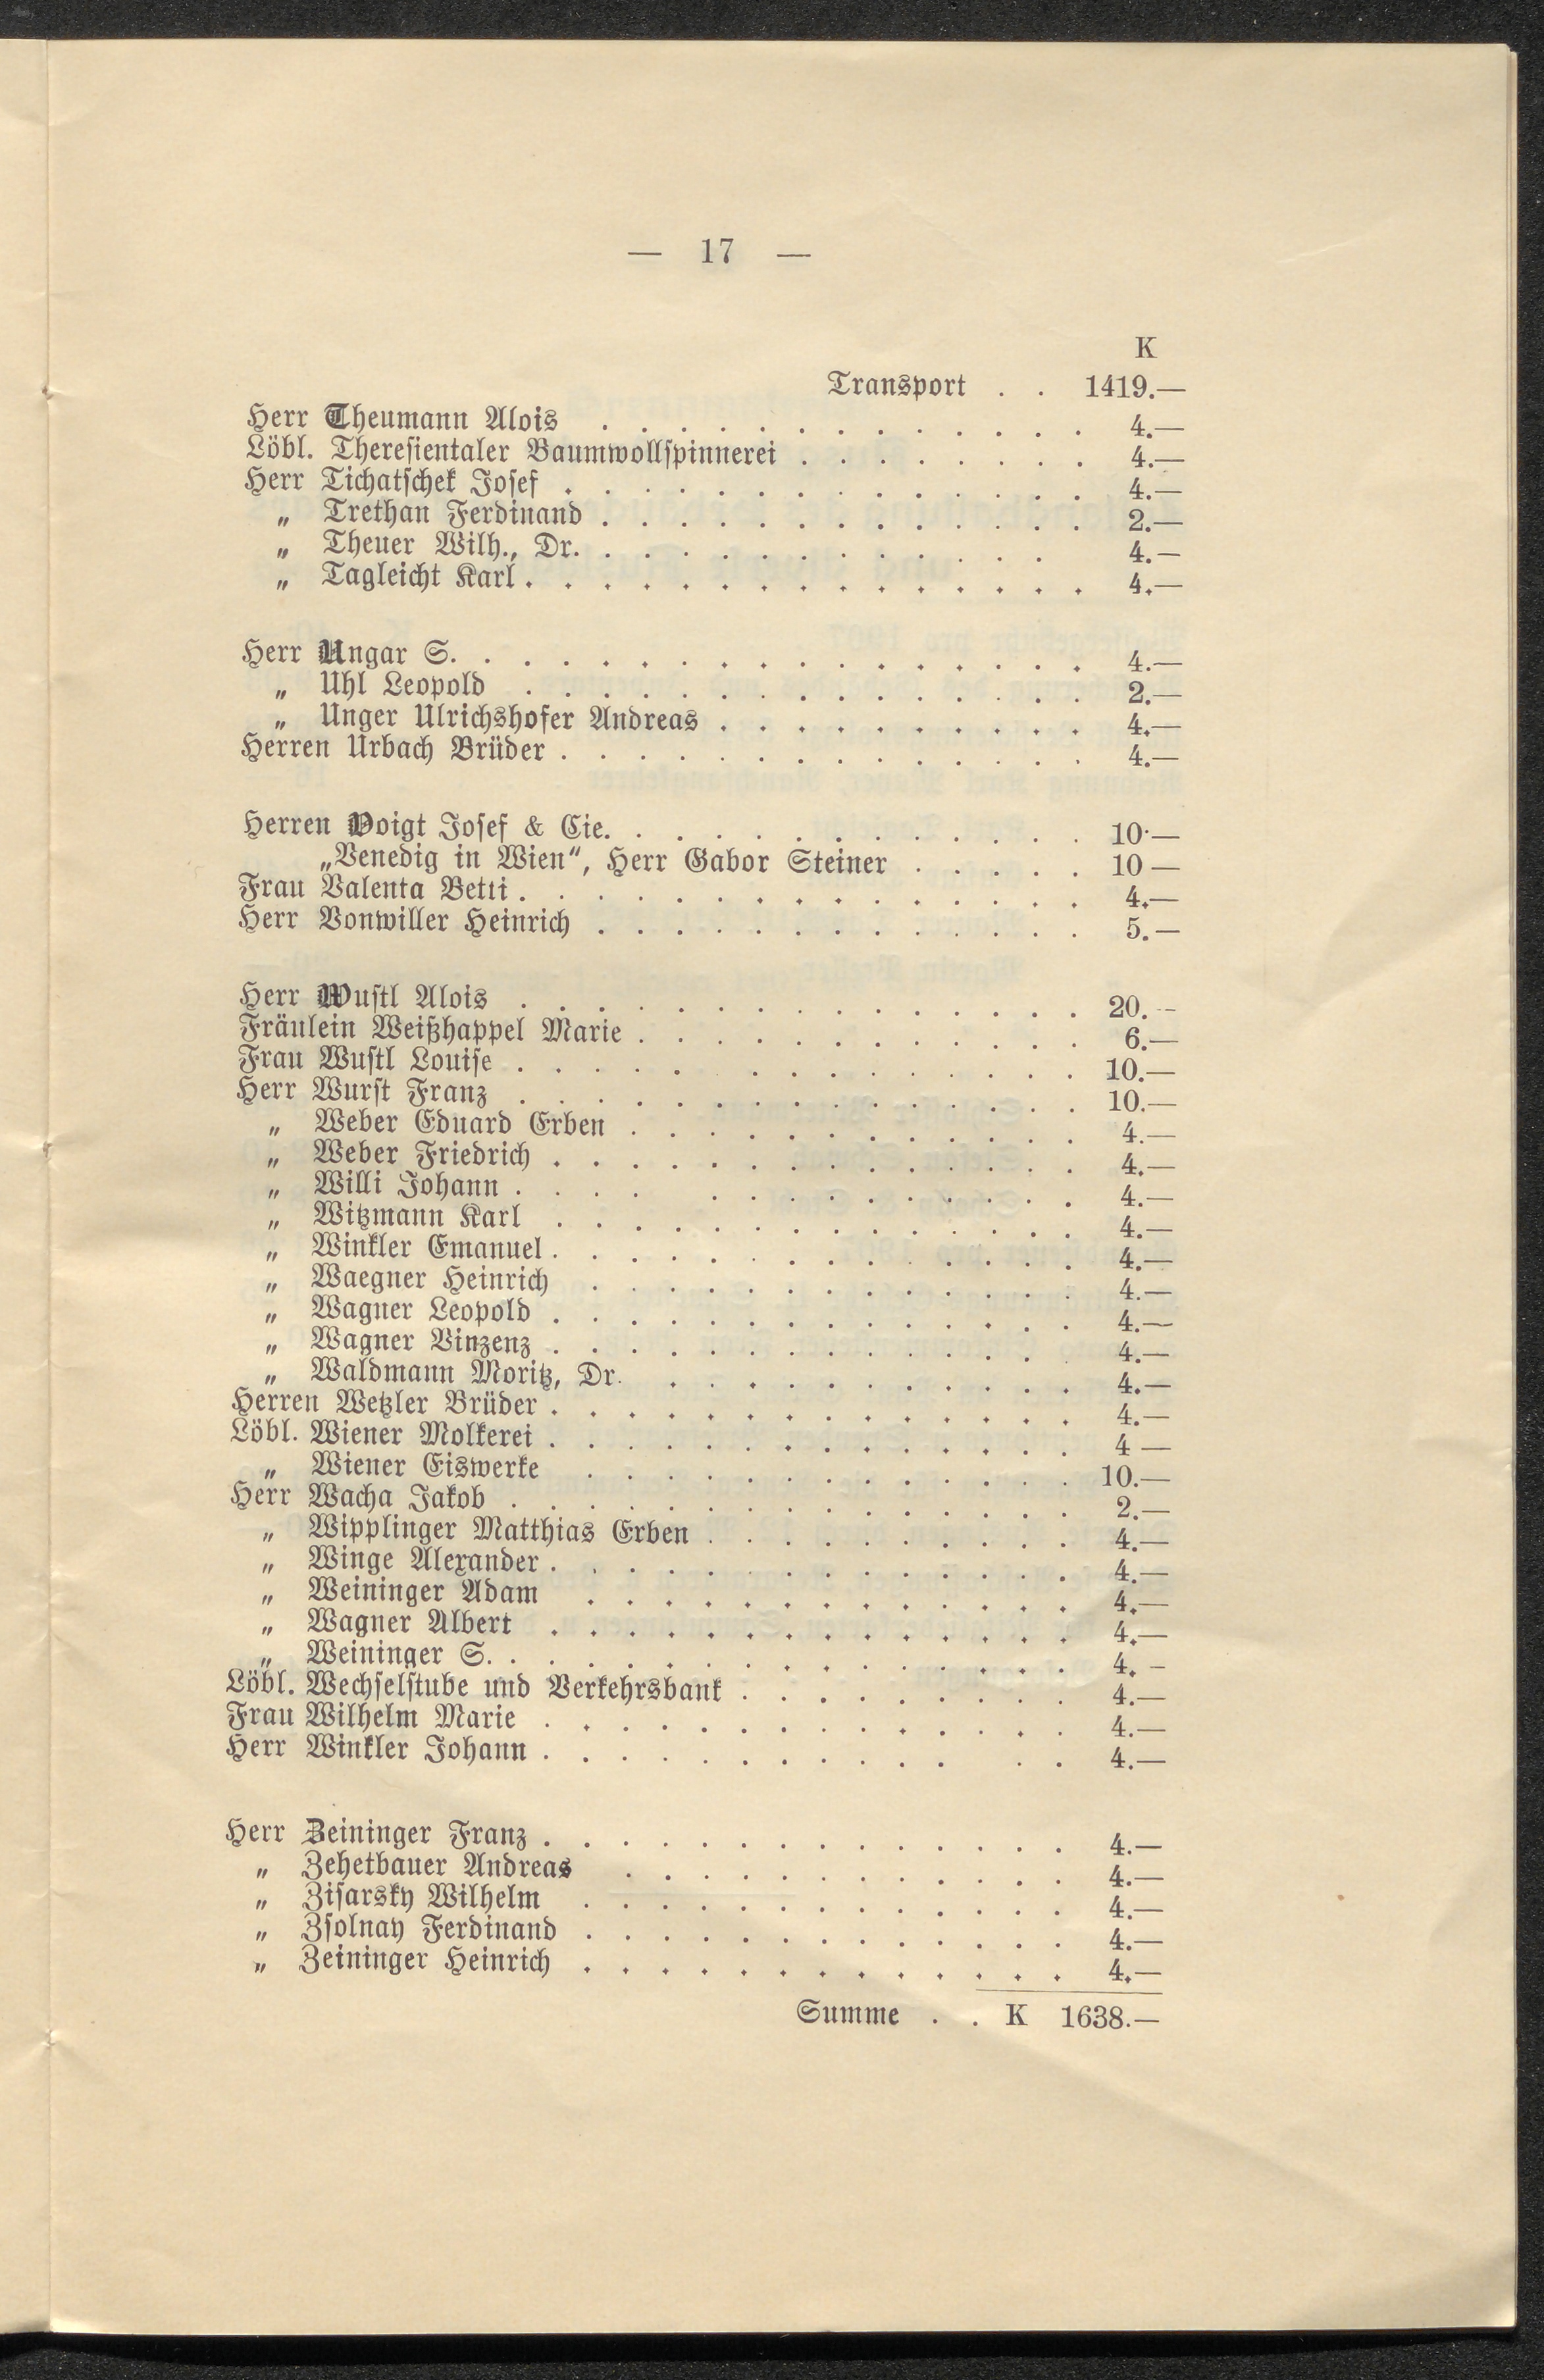 — 17 —
K
Transport . . 1419.—
Herr Theumann Alois . . . . . . . . . . . . . 4.—
Löbl. Theresientaler Baumwollspinnerei . . . . . . . . 4.—
Herr Tichatschek Josef . . . . . . . . . . . . . . 4.—
„ Trethan Ferdinand . . . . . . . . . . . . . 2.—
„ Theuer Wilh., Dr. . . . . . . . . . . . . 4.—
„ Tagleicht Karl . . . . . . . . . . . . . . . 4.—
Herr Ungar S. . . . . . . . . . . . . . . . . 4.—
„ Uhl Leopold . . . . . . . . . . . . . . . 2.—
„ Unger Ulrichshofer Andreas . . . . . . . . . . 4.—
Herren Urbach Brüder . . . . . . . . . . . . . . 4.—
Herren Voigt Josef & Cie. . . . . . . . . . . . . 10·—
„Venedig in Wien“, Herr Gabor Steiner . . . . . 10 —
Frau Valenta Betti . . . . . . . . . . . . . . . 4.—
Herr Vonwiller Heinrich . . . . . . . . . . . . . 5.—
Herr Wustl Alois . . . . . . . . . . . . . . . 20.—
Fräulein Weißhappel Marie . . . . . . . . . . . . 6.—
Frau Wustl Louise . . . . . . . . . . . . . . 10.—
Herr Wurst Franz . . . . . . . . . . . . . . . 10.—
„ Weber Eduard Erben . . . . . . . . . . . . 4.—
„ Weber Friedrich . . . . . . . . . . . . . . 4.—
„ Willi Johann . . . . . . . . . . . . . . 4.—
„ Witzmann Karl . . . . . . . . . . . . . . 4.—
„ Winkler Emanuel . . . . . . . . . . . . . . 4.—
„ Waegner Heinrich . . . . . . . . . . . . . 4.—
„ Wagner Leopold . . . . . . . . . . . . . . 4.—
„ Wagner Vinzenz . . . . . . . . . . . . . . 4.—
„ Waldmann Moritz, Dr. . . . . . . . . . . . 4.—
Herren Wetzler Brüder . . . . . . . . . . . . . . 4.—
Löbl. Wiener Molkerei . . . . . . . . . . . . . . 4 —
„ Wiener Eiswerke . . . . . . . . . . . . . 10.—
Herr Wacha Jakob . . . . . . . . . . . . . . . 2.—
„ Wipplinger Matthias Erben . . . . . . . . . . 4.—
„ Winge Alexander . . . . . . . . . . . . . . 4.—
„ Weininger Adam . . . . . . . . . . . . . 4.—
„ Wagner Albert . . . . . . . . . . . . . . 4.—
„ Weininger S. . . . . . . . . . . . . . . . 4. –
Löbl. Wechselstube und Verkehrsbank . . . . . . . . . 4.—
Frau Wilhelm Marie . . . . . . . . . . . . . . 4.—
Herr Winkler Johann . . . . . . . . . . . . . 4.—
Herr Zeininger Franz . . . . . . . . . . . . . . 4.—
„ Zehetbauer Andreas . . . . . . . . . . . . 4.—
„ Zisarsky Wilhelm . . . . . . . . . . . . . 4.—
„ Zsolnay Ferdinand . . . . . . . . . . . . . 4.—
„ Zeininger Heinrich . . . . . . . . . . . . . 4.—
Summe . . K 1638.—